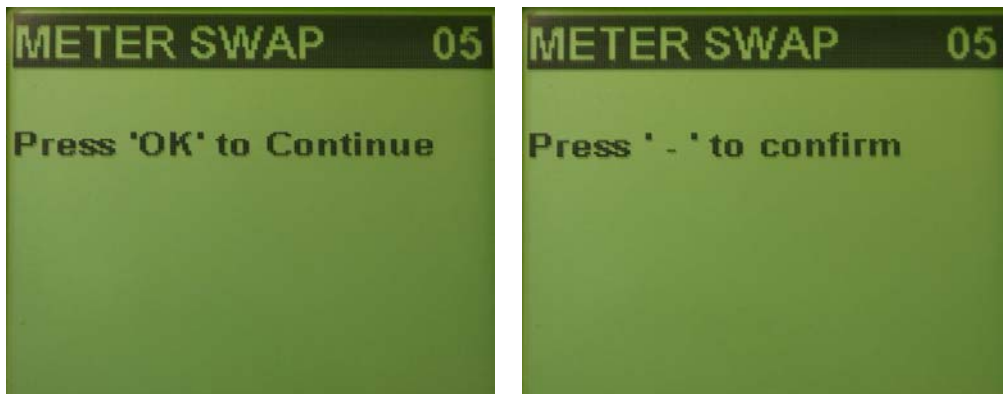 METER SWAP 05
Press 'OK' to Continue
METER SWAP 05
Press ' - ' to confirm